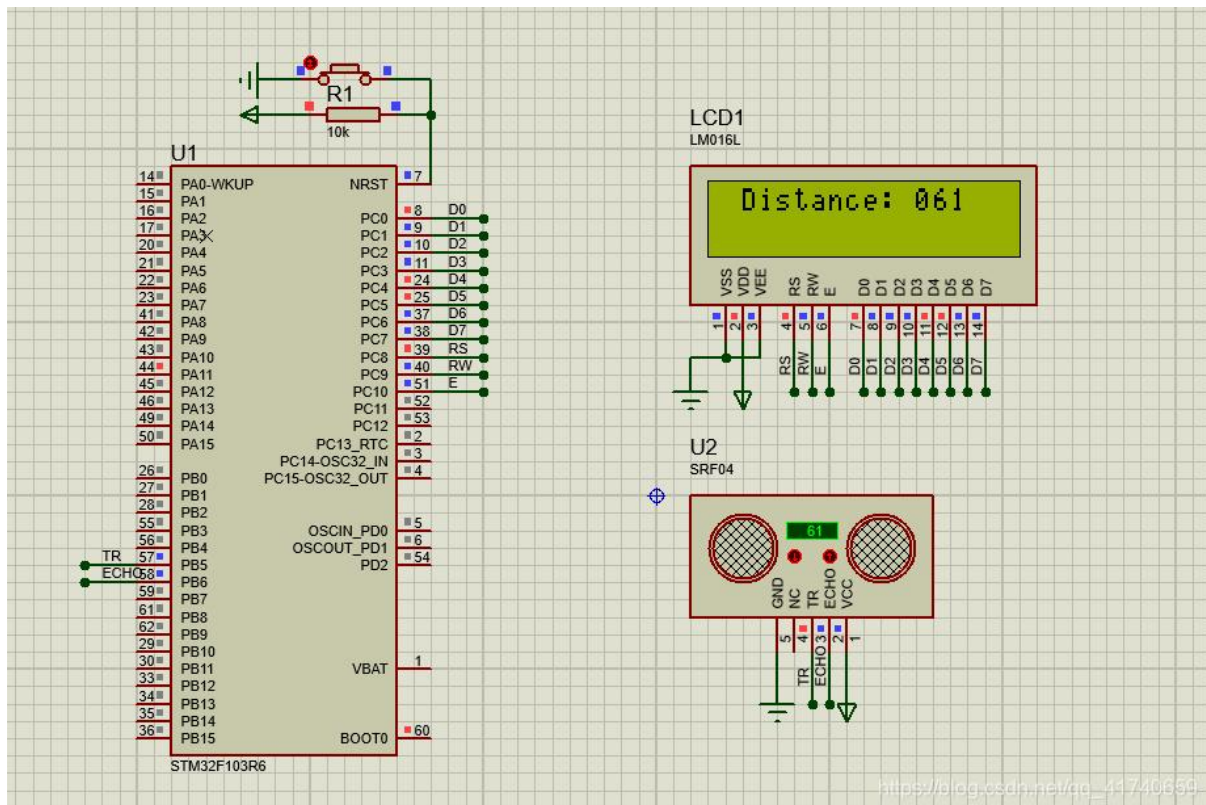 R1
10k
U1
14 PA0-WKUP
15 PA1
16 PA2
17 PA3
20 PA4
21 PA5
22 PA6
23 PA7
41 PA8
42 PA9
43 PA10
44 PA11
45 PA12
46 PA13
49 PA14
50 PA15
26 PB0
27 PB1
28 PB2
55 PB3
56 PB4
TR 57 PB5
ECHO 58 PB6
59 PB7
61 PB8
62 PB9
29 PB10
30 PB11
33 PB12
34 PB13
35 PB14
36 PB15
NRST 7
PC0 8 D0
PC1 9 D1
PC2 10 D2
PC3 11 D3
PC4 24 D4
PC5 25 D5
PC6 37 D6
PC7 38 D7
PC8 39 RS
PC9 40 RW
PC10 51 E
PC11 52
PC12 53
PC13_RTC 2
PC14-OSC32_IN 3
PC15-OSC32_OUT 4
OSCIN_PD0 5
OSCOUT_PD1 6
PD2 54
VBAT 1
BOOT0 60
STM32F103R6
LCD1
LM016L
Distance: 061
VSS VDD VEE RS RW E D0 D1 D2 D3 D4 D5 D6 D7
1 2 3 4 5 6 7 8 9 10 11 12 13 14
RS RW E D0 D1 D2 D3 D4 D5 D6 D7
U2
SRF04
61
GND NC TR ECHO VCC
5 4 3 2 1
TR ECHO
https://blog.csdn.net/qq_41740659